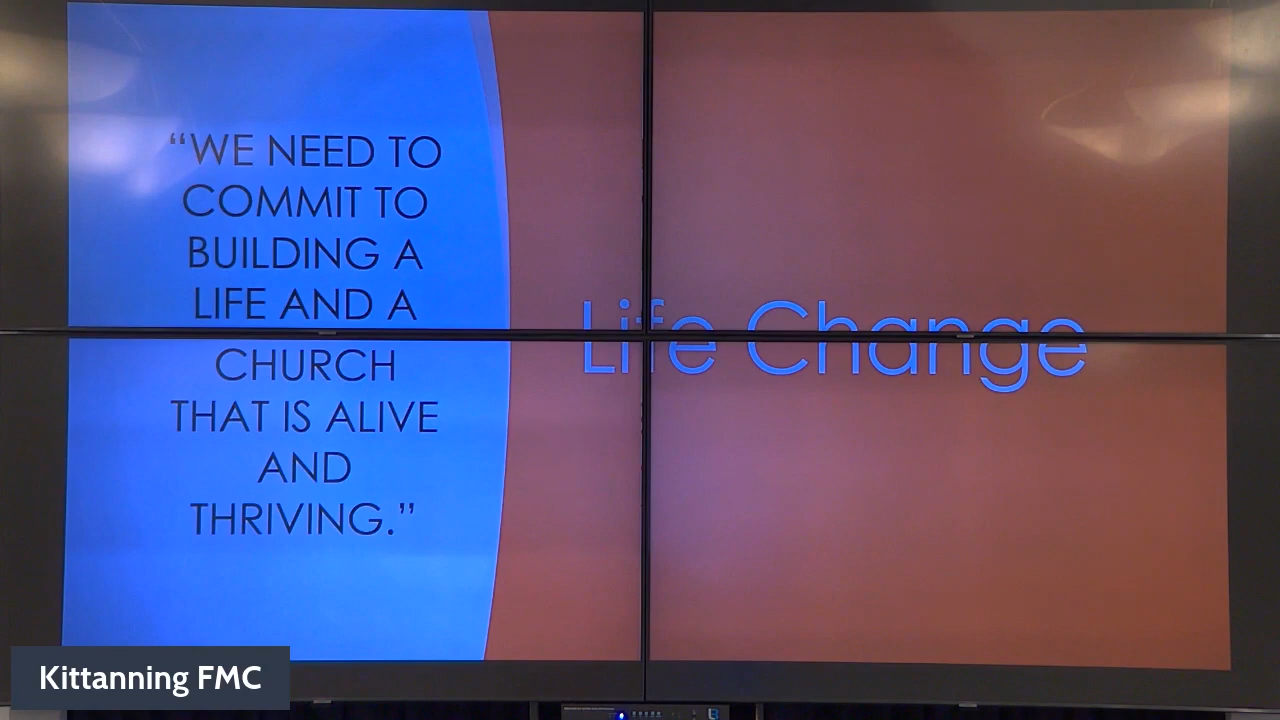 “WE NEED TO
COMMIT TO
BUILDING A
LIFE AND A
CHURCH
THAT IS ALIVE
AND
THRIVING.”
Life Change
Kittanning FMC